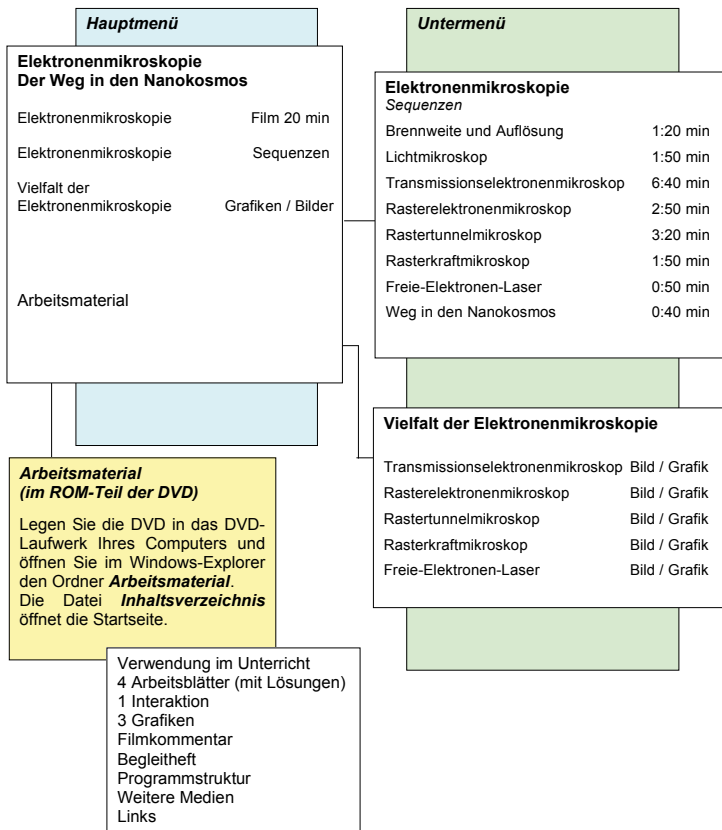 Hauptmenü
Elektronenmikroskopie
Der Weg in den Nanokosmos
Elektronenmikroskopie Film 20 min
Elektronenmikroskopie Sequenzen
Vielfalt der
Elektronenmikroskopie Grafiken / Bilder
Arbeitsmaterial
Untermenü
Elektronenmikroskopie
Sequenzen
Brennweite und Auflösung 1:20 min
Lichtmikroskop 1:50 min
Transmissionselektronenmikroskop 6:40 min
Rasterelektronenmikroskop 2:50 min
Rastertunnelmikroskop 3:20 min
Rasterkraftmikroskop 1:50 min
Freie-Elektronen-Laser 0:50 min
Weg in den Nanokosmos 0:40 min
Vielfalt der Elektronenmikroskopie
Transmissionselektronenmikroskop Bild / Grafik
Rasterelektronenmikroskop Bild / Grafik
Rastertunnelmikroskop Bild / Grafik
Rasterkraftmikroskop Bild / Grafik
Freie-Elektronen-Laser Bild / Grafik
Arbeitsmaterial
(im ROM-Teil der DVD)
Legen Sie die DVD in das DVD-
Laufwerk Ihres Computers und
öffnen Sie im Windows-Explorer
den Ordner Arbeitsmaterial.
Die Datei Inhaltsverzeichnis
öffnet die Startseite.
Verwendung im Unterricht
4 Arbeitsblätter (mit Lösungen)
1 Interaktion
3 Grafiken
Filmkommentar
Begleitheft
Programmstruktur
Weitere Medien
Links